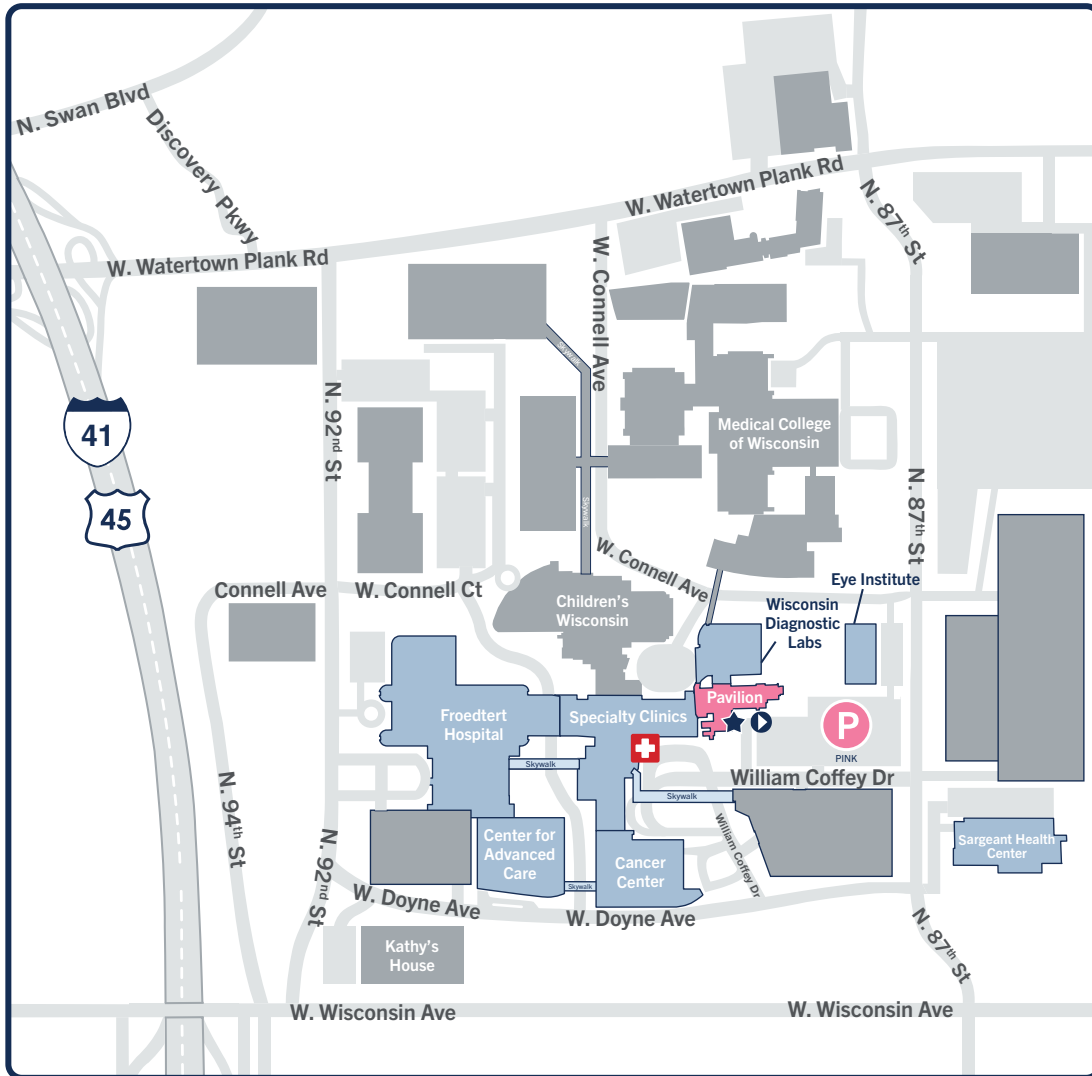 N. Swan Blvd
Discovery Pkwy
W. Watertown Plank Rd
W. Watertown Plank Rd
N. 87th St
W. Connell Ave
Skywalk
41
45
N. 92nd St
Medical College
of Wisconsin
N. 87th St
Skywalk
W. Connell Ave
Connell Ave
W. Connell Ct
Children's
Wisconsin
Eye Institute
Wisconsin
Diagnostic
Labs
Pavilion
Froedtert
Hospital
Specialty Clinics
P
PINK
Skywalk
William Coffey Dr
Skywalk
N. 94th St
N. 92nd St
Center for
Advanced
Care
Cancer
Center
William Coffey Dr
Sargeant Health
Center
Skywalk
W. Doyne Ave
W. Doyne Ave
N. 87th St
Kathy's
House
W. Wisconsin Ave
W. Wisconsin Ave